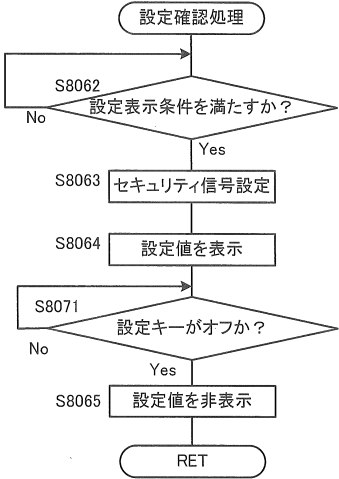 設定確認処理
S8062
設定表示条件を満たすか？
No
Yes
S8063
セキュリティ信号設定
S8064
設定値を表示
S8071
設定キーがオフか？
No
Yes
S8065
設定値を非表示
RET